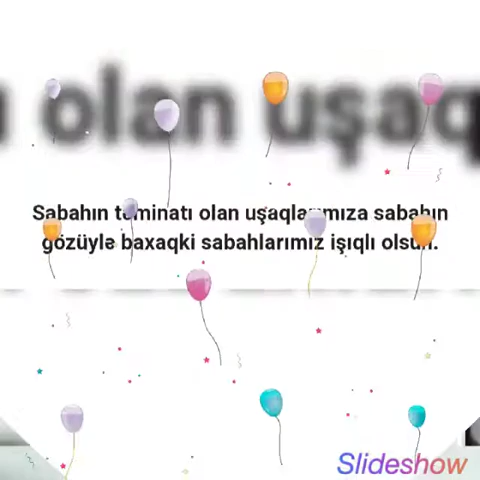 olan uşaq
Sabahın təminatı olan uşaqlarımıza sabahın
gözüylə baxaqki sabahlarımız işıqlı olsun.
Slideshow